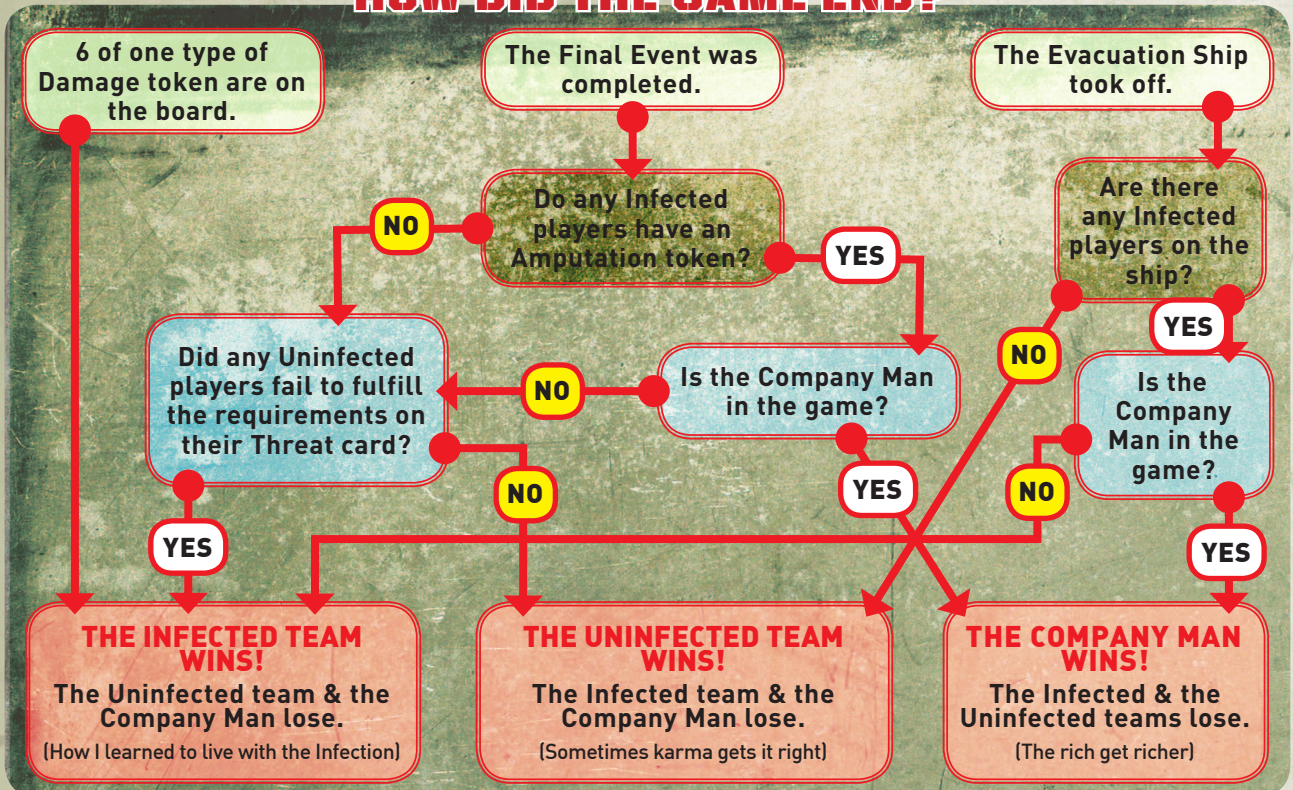 HOW DID THE GAME END?
6 of one type of
Damage token are on
the board.
The Final Event was
completed.
The Evacuation Ship
took off.
Do any Infected
players have an
Amputation token?
NO
YES
Are there
any Infected
players on the
ship?
YES
NO
Did any Uninfected
players fail to fulfill
the requirements on
their Threat card?
NO
Is the Company Man
in the game?
Is the
Company
Man in the
game?
YES
NO
YES
NO
YES
THE INFECTED TEAM
WINS!
The Uninfected team & the
Company Man lose.
(How I learned to live with the Infection)
THE UNINFECTED TEAM
WINS!
The Infected team & the
Company Man lose.
(Sometimes karma gets it right)
THE COMPANY MAN
WINS!
The Infected & the
Uninfected teams lose.
(The rich get richer)